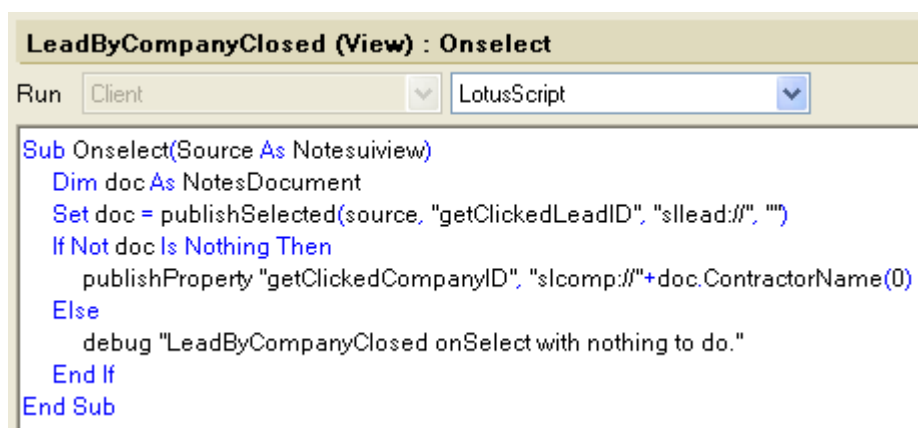 LeadByCompanyClosed (View) : Onselect
Run Client LotusScript
Sub Onselect(Source As Notesuiview)
Dim doc As NotesDocument
Set doc = publishSelected(source, "getClickedLeadID", "sllead://", "")
If Not doc Is Nothing Then
publishProperty "getClickedCompanyID", "slcomp://"+doc.ContractorName(0)
Else
debug "LeadByCompanyClosed onSelect with nothing to do."
End If
End Sub